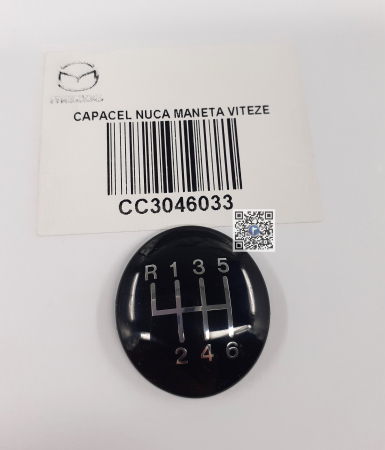 mazda
CAPACEL NUCA MANETA VITEZE
CC3046033
R 1 3 5
2 4 6